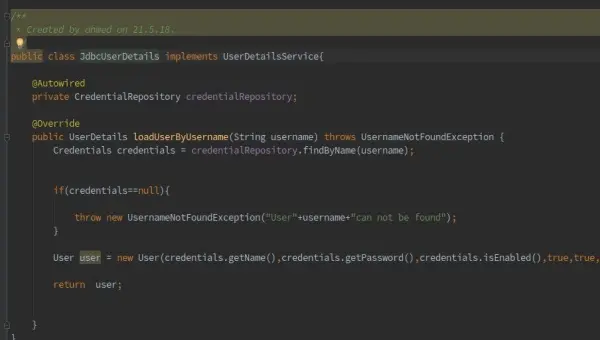 /**
* Created by ahmed on 21.5.18.
public class JdbcUserDetails implements UserDetailsService{
@Autowired
private CredentialRepository credentialRepository;
@Override
public UserDetails loadUserByUsername(String username) throws UsernameNotFoundException {
Credentials credentials = credentialRepository.findByName(username);
if(credentials==null){
throw new UsernameNotFoundException("User"+username+"can not be found");
}
User user = new User(credentials.getName(),credentials.getPassword(),credentials.isEnabled(),true,true,
return user;
}
}